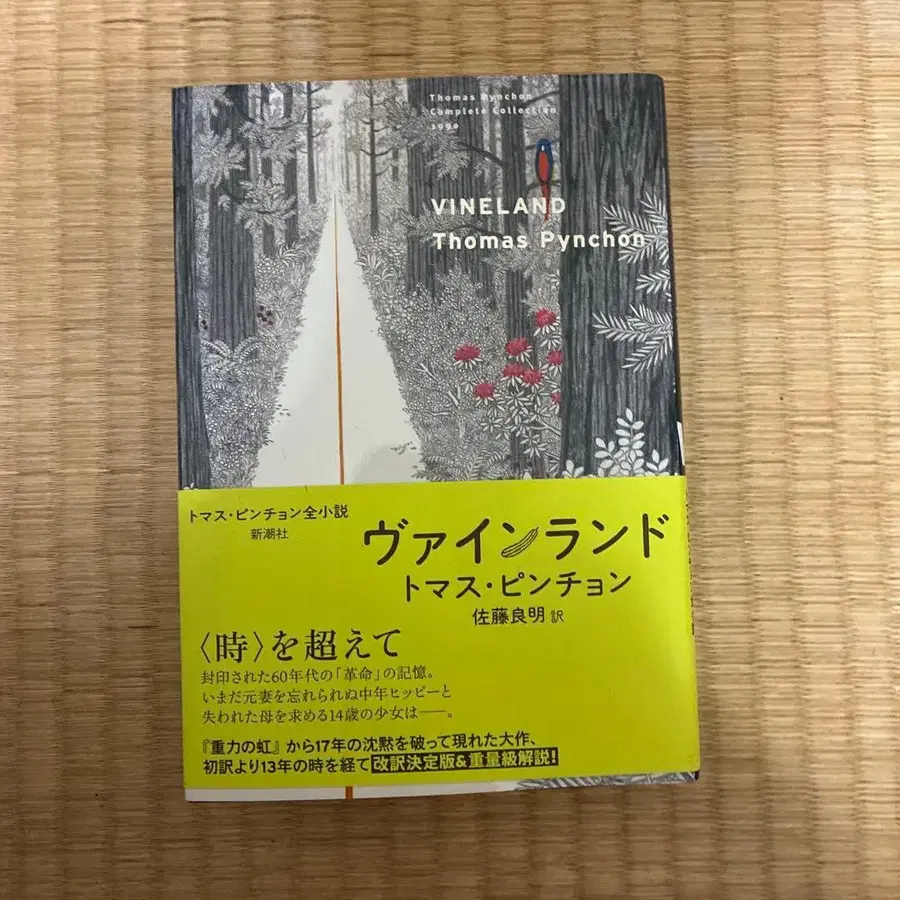 Thomas Pynchon
Complete Collection
1990
VINELAND
Thomas Pynchon
トマス・ピンチョン全小説
新潮社
ヴァインランド
トマス・ピンチョン
佐藤良明 訳
〈時〉を超えて
封印された60年代の「革命」の記憶。
いまだ元妻を忘れられぬ中年ヒッピーと
失われた母を求める14歳の少女は──。
『重力の虹』から17年の沈黙を破って現れた大作、
初訳より13年の時を経て改訳決定版&重量級解説!